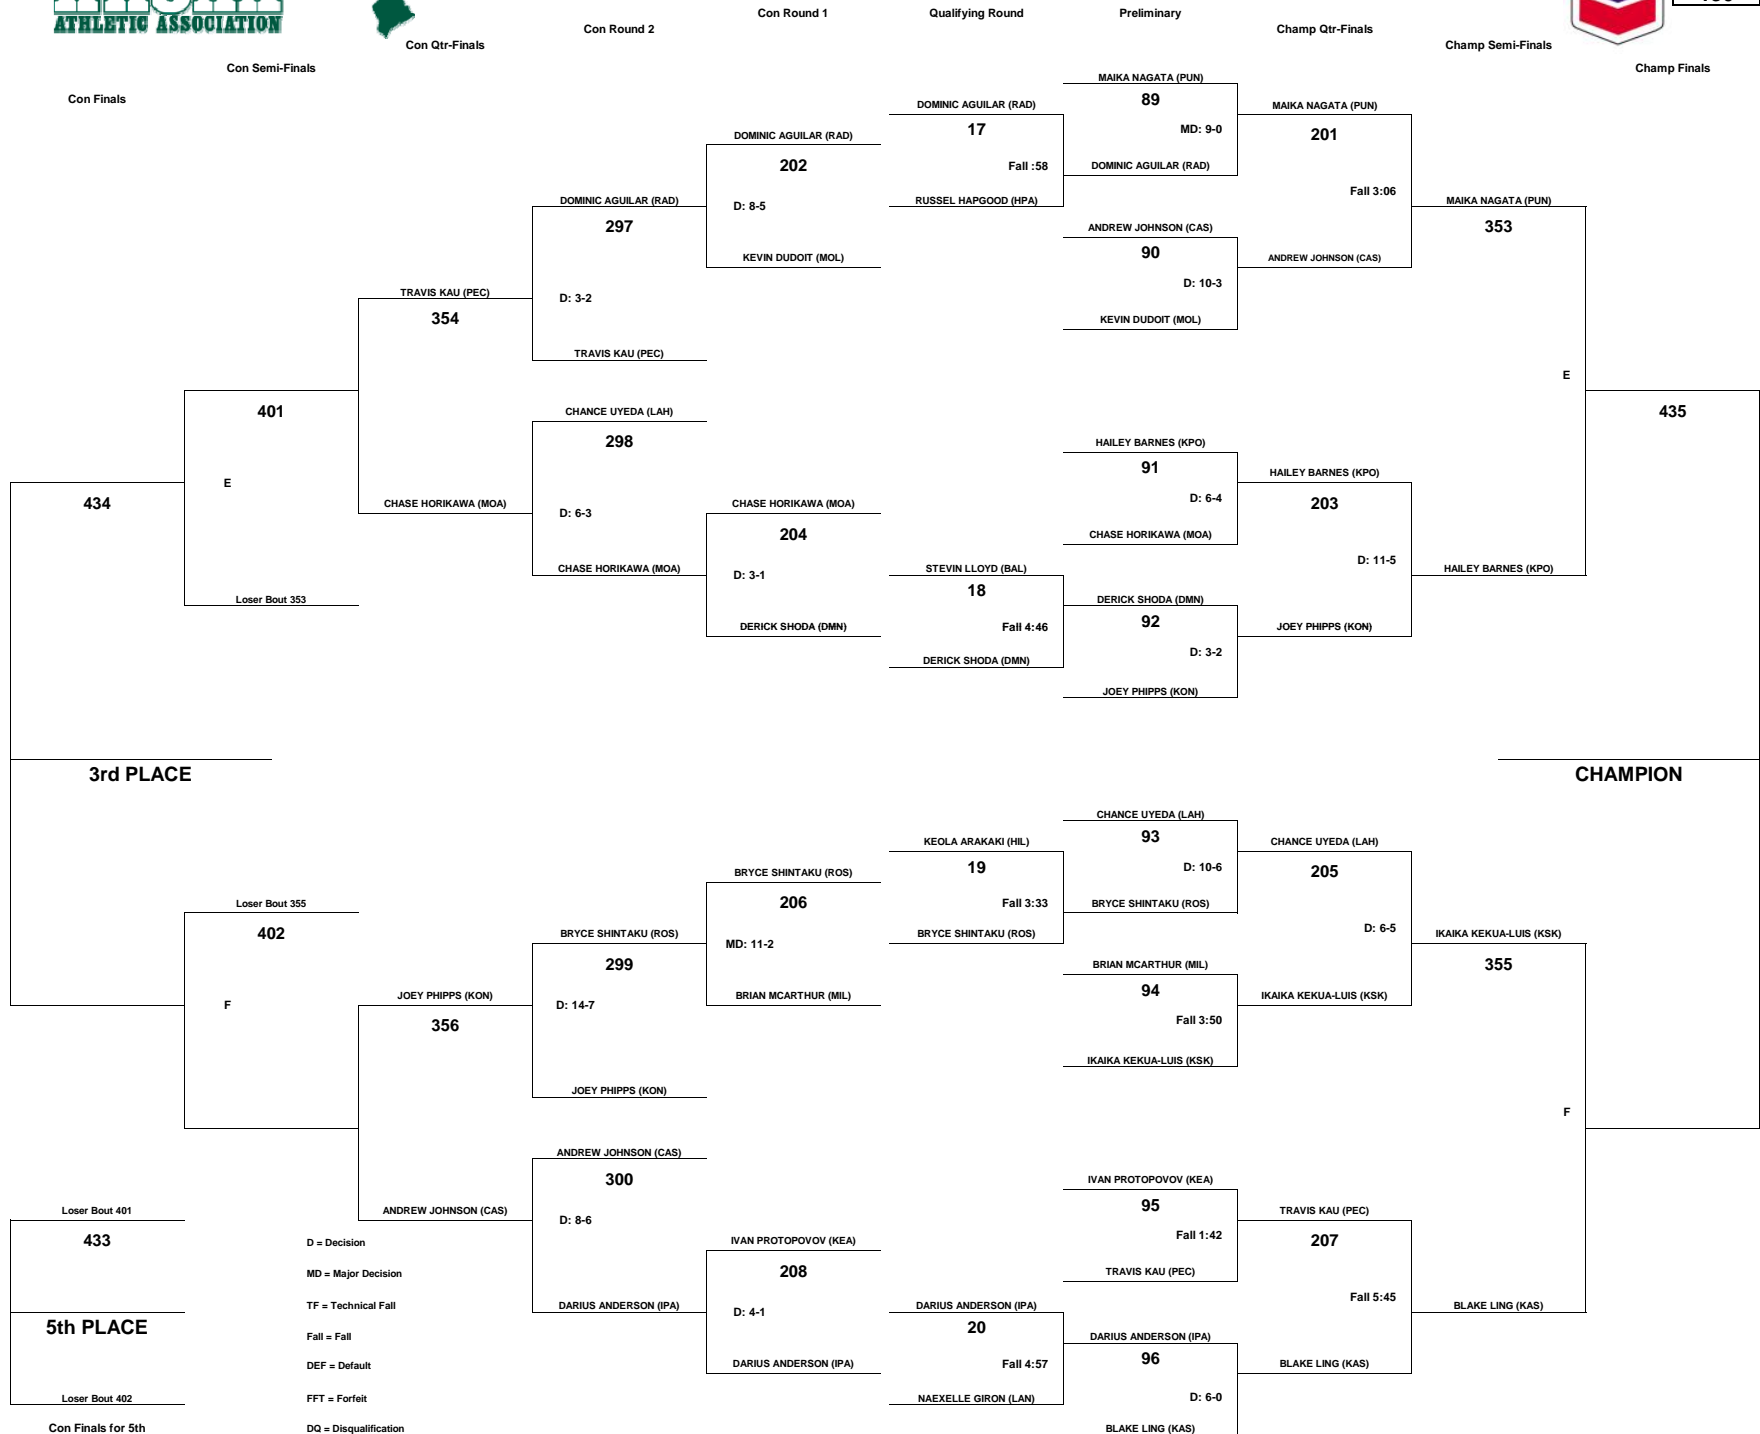 ATHLETIC ASSOCIATION
Con Finals
Con Semi-Finals
Con Qtr-Finals
Con Round 2
Con Round 1
Qualifying Round
Preliminary
Champ Qtr-Finals
Champ Semi-Finals
Champ Finals
MAIKA NAGATA (PUN)
89
MD: 9-0
DOMINIC AGUILAR (RAD)
ANDREW JOHNSON (CAS)
90
D: 10-3
KEVIN DUDOIT (MOL)
HAILEY BARNES (KPO)
91
D: 6-4
CHASE HORIKAWA (MOA)
DERICK SHODA (DMN)
92
D: 3-2
JOEY PHIPPS (KON)
CHANCE UYEDA (LAH)
93
D: 10-6
BRYCE SHINTAKU (ROS)
BRIAN MCARTHUR (MIL)
94
Fall 3:50
IKAIKA KEKUA-LUIS (KSK)
IVAN PROTOPOVOV (KEA)
95
Fall 1:42
TRAVIS KAU (PEC)
DARIUS ANDERSON (IPA)
96
D: 6-0
BLAKE LING (KAS)
DOMINIC AGUILAR (RAD)
17
Fall :58
RUSSEL HAPGOOD (HPA)
STEVIN LLOYD (BAL)
18
Fall 4:46
DERICK SHODA (DMN)
KEOLA ARAKAKI (HIL)
19
Fall 3:33
BRYCE SHINTAKU (ROS)
DARIUS ANDERSON (IPA)
20
Fall 4:57
NAEXELLE GIRON (LAN)
MAIKA NAGATA (PUN)
201
Fall 3:06
ANDREW JOHNSON (CAS)
HAILEY BARNES (KPO)
203
D: 11-5
JOEY PHIPPS (KON)
CHANCE UYEDA (LAH)
205
D: 6-5
IKAIKA KEKUA-LUIS (KSK)
TRAVIS KAU (PEC)
207
Fall 5:45
BLAKE LING (KAS)
MAIKA NAGATA (PUN)
353
E
HAILEY BARNES (KPO)
IKAIKA KEKUA-LUIS (KSK)
355
F
BLAKE LING (KAS)
435
CHAMPION
DOMINIC AGUILAR (RAD)
202
D: 8-5
KEVIN DUDOIT (MOL)
CHASE HORIKAWA (MOA)
204
D: 3-1
DERICK SHODA (DMN)
BRYCE SHINTAKU (ROS)
206
MD: 11-2
BRIAN MCARTHUR (MIL)
IVAN PROTOPOVOV (KEA)
208
D: 4-1
DARIUS ANDERSON (IPA)
DOMINIC AGUILAR (RAD)
297
D: 3-2
TRAVIS KAU (PEC)
CHANCE UYEDA (LAH)
298
D: 6-3
CHASE HORIKAWA (MOA)
BRYCE SHINTAKU (ROS)
299
D: 14-7
JOEY PHIPPS (KON)
ANDREW JOHNSON (CAS)
300
D: 8-6
DARIUS ANDERSON (IPA)
TRAVIS KAU (PEC)
354
CHASE HORIKAWA (MOA)
JOEY PHIPPS (KON)
356
ANDREW JOHNSON (CAS)
401
E
Loser Bout 353
Loser Bout 355
402
F
434
3rd PLACE
Loser Bout 401
433
5th PLACE
Loser Bout 402
Con Finals for 5th
D = Decision
MD = Major Decision
TF = Technical Fall
Fall = Fall
DEF = Default
FFT = Forfeit
DQ = Disqualification